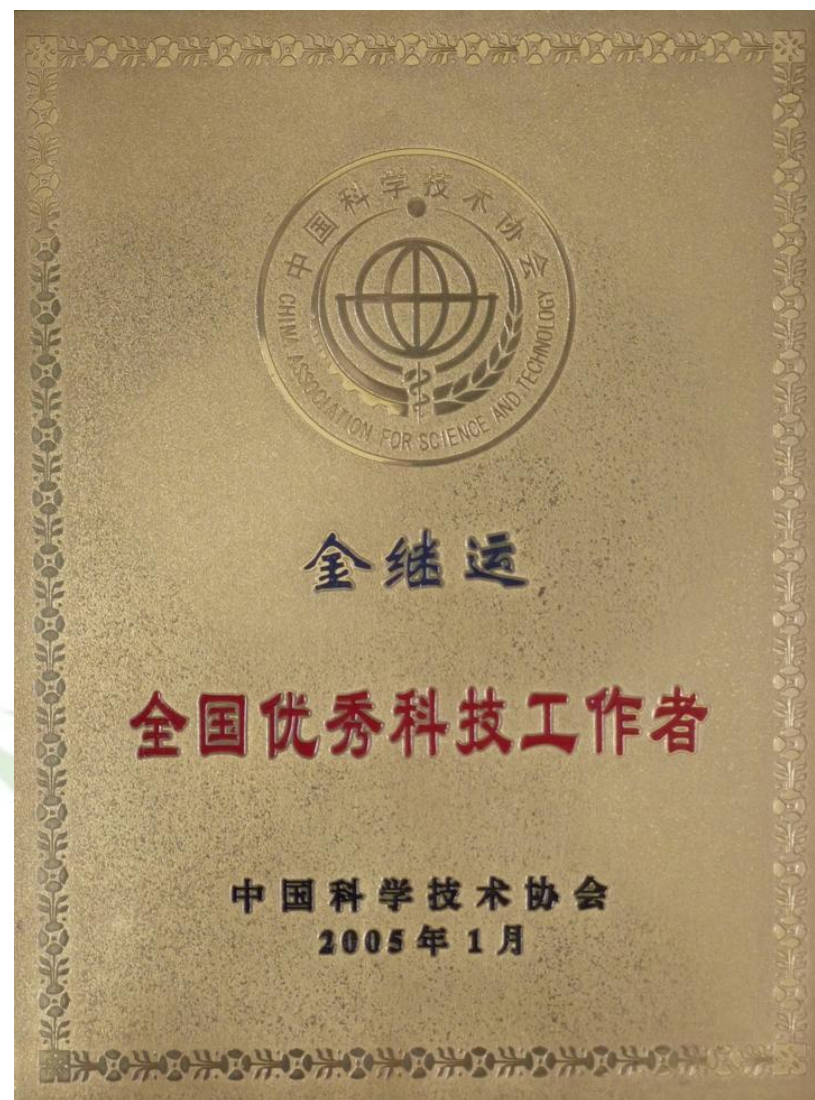 中国科学技术协会
CHINA ASSOCIATION FOR SCIENCE AND TECHNOLOGY
金继运
全国优秀科技工作者
中国科学技术协会
2005年1月